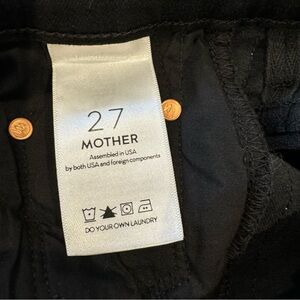 27
MOTHER
Assembled in USA
by both USA and foreign components
DO YOUR OWN LAUNDRY